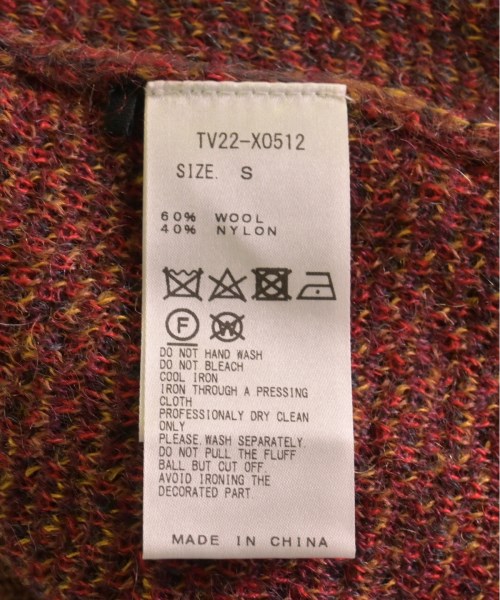 TV22-X0512
SIZE. S
60% WOOL
40% NYLON
F
W
DO NOT HAND WASH
DO NOT BLEACH
COOL IRON
IRON THROUGH A PRESSING
CLOTH
PROFESSIONALY DRY CLEAN
ONLY
PLEASE WASH SEPARATELY.
DO NOT PULL THE FLUFF
BALL BUT CUT OFF.
AVOID IRONING THE
DECORATED PART
MADE IN CHINA